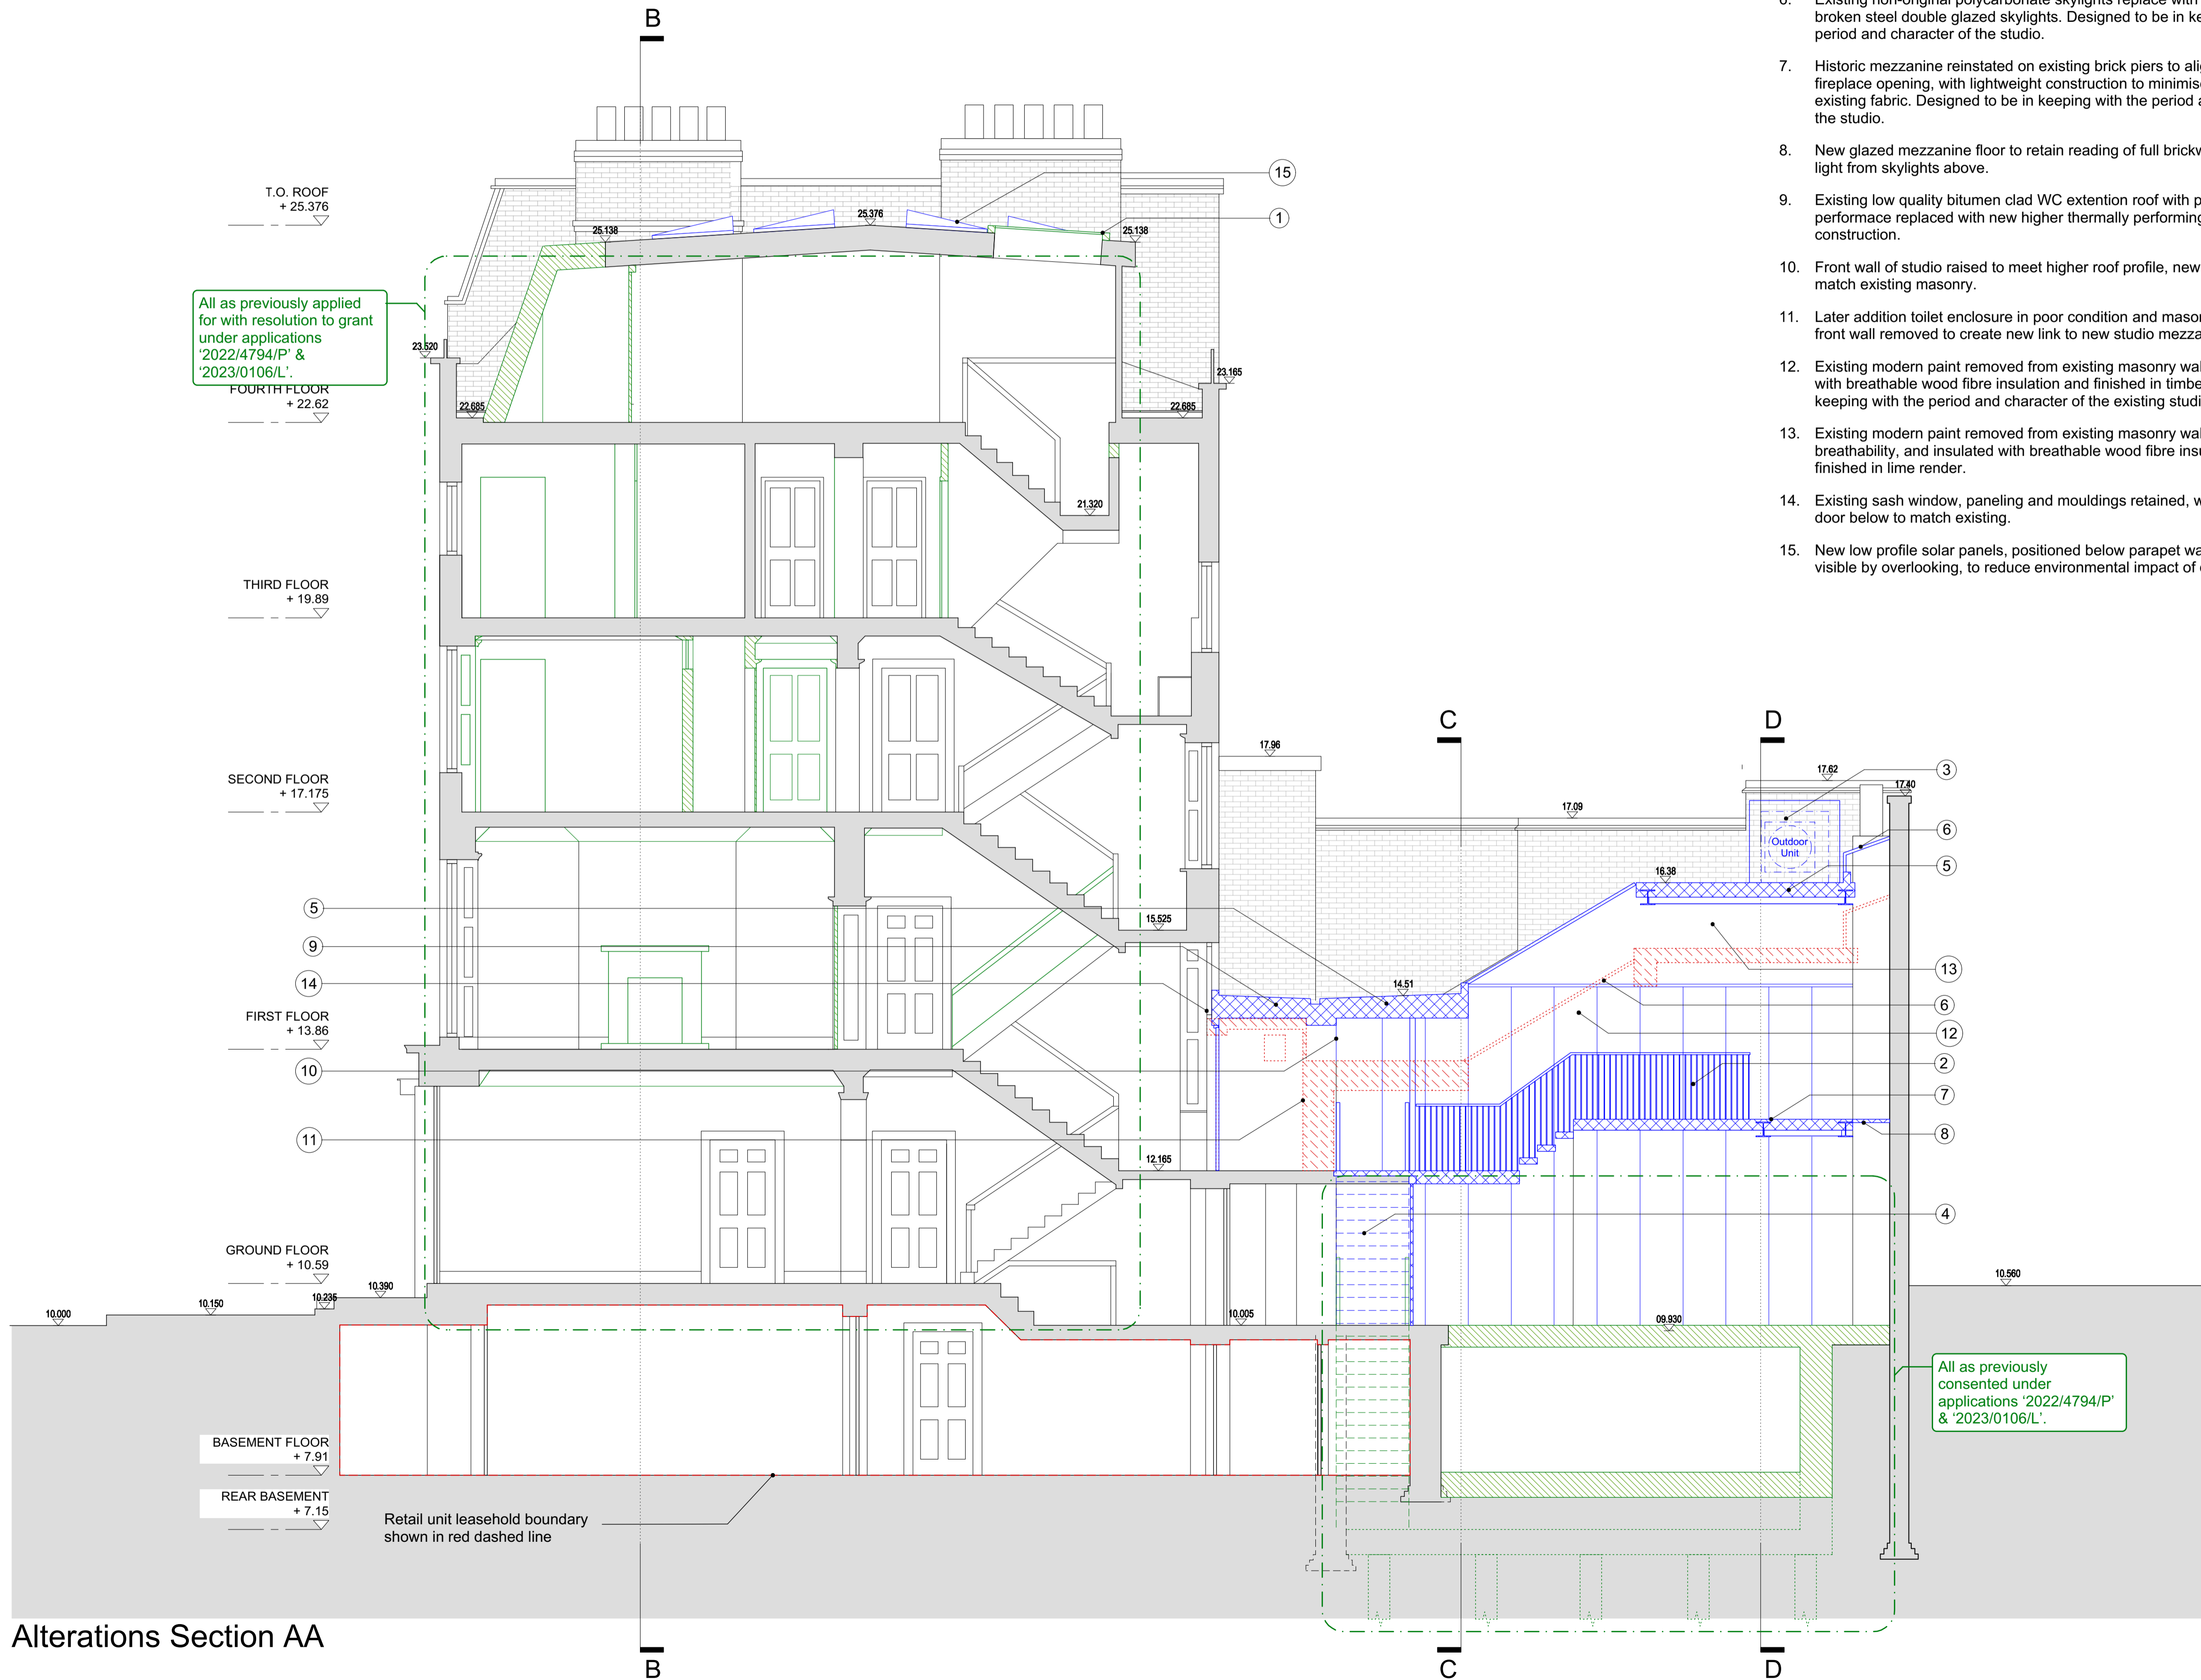 B
6. Existing non-original polycarbonate skylights replace with
broken steel double glazed skylights. Designed to be in
period and character of the studio.
7. Historic mezzanine reinstated on existing brick piers to
fireplace opening, with lightweight construction to
existing fabric. Designed to be in keeping with the period
the studio.
8. New glazed mezzanine floor to retain reading of full
light from skylights above.
9. Existing low quality bitumen clad WC extention roof with
performace replaced with new higher thermally performing
construction.
10. Front wall of studio raised to meet higher roof profile, new
match existing masonry.
11. Later addition toilet enclosure in poor condition and
front wall removed to create new link to new studio
12. Existing modern paint removed from existing masonry
with breathable wood fibre insulation and finished in
keeping with the period and character of the existing
13. Existing modern paint removed from existing masonry
breathability, and insulated with breathable wood fibre
finished in lime render.
14. Existing sash window, paneling and mouldings retained,
door below to match existing.
15. New low profile solar panels, positioned below parapet
visible by overlooking, to reduce environmental impact of
15
1
T.O. ROOF
+ 25.376
25.376
25.138
25.138
All as previously applied
for with resolution to grant
under applications
‘2022/4794/P’ &
‘2023/0106/L’.
23.520
23.165
FOURTH FLOOR
+ 22.62
22.685
22.685
21.320
THIRD FLOOR
+ 19.89
C
D
17.96
17.62
3
17.40
SECOND FLOOR
+ 17.175
17.09
6
Outdoor
Unit
5
16.38
5
15.525
9
13
14
14.51
6
FIRST FLOOR
+ 13.86
12
10
2
7
11
8
12.165
4
GROUND FLOOR
+ 10.59
10.560
10.390
10.235
10.150
10.000
10.005
09.930
All as previously
consented under
applications ‘2022/4794/P’
& ‘2023/0106/L’.
BASEMENT FLOOR
+ 7.91
REAR BASEMENT
+ 7.15
Retail unit leasehold boundary
shown in red dashed line
Alterations Section AA
B
C
D